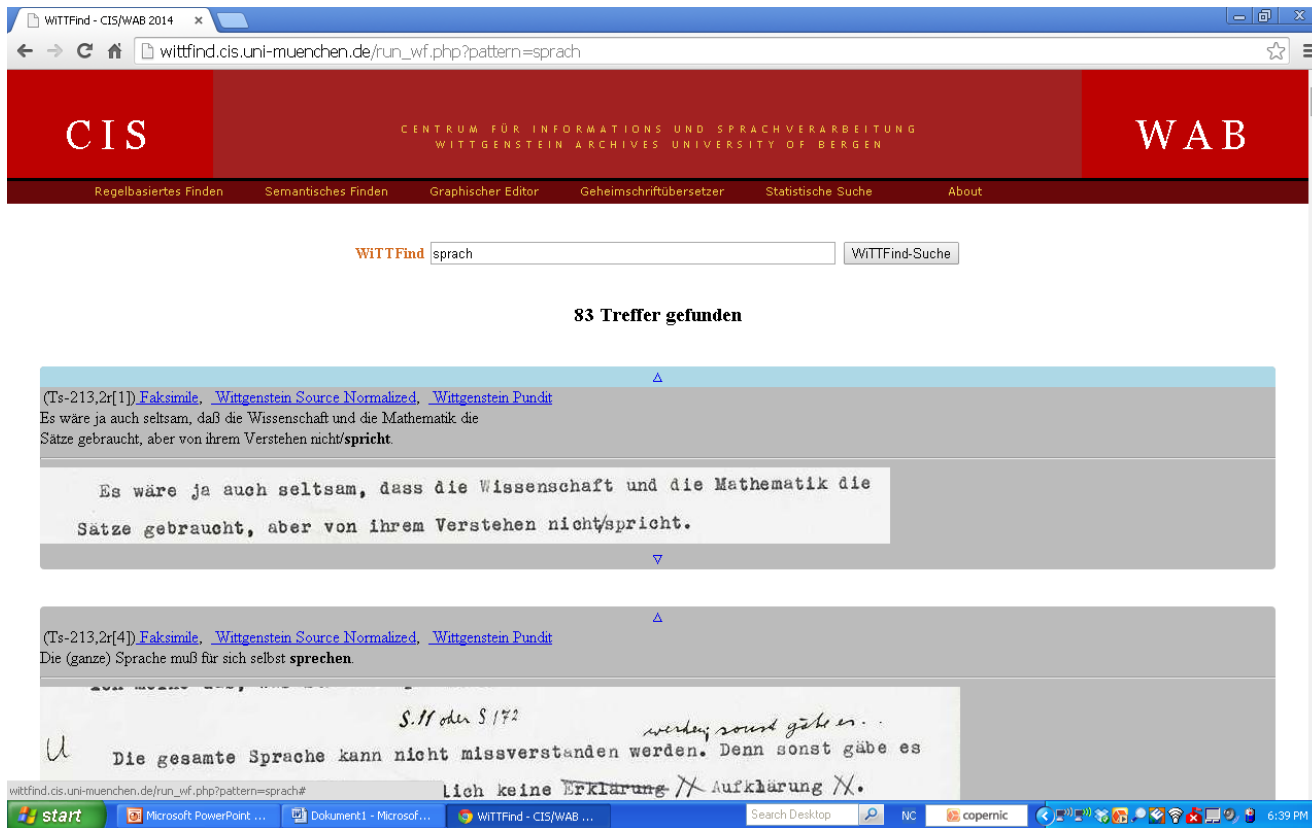 WiTTFind - CIS/WAB 2014
wittfind.cis.uni-muenchen.de/run_wf.php?pattern=sprach
CIS
CENTRUM FÜR INFORMATIONS UND SPRACHVERARBEITUNG
WITTGENSTEIN ARCHIVES UNIVERSITY OF BERGEN
WAB
Regelbasiertes Finden Semantisches Finden Graphischer Editor Geheimschriftübersetzer Statistische Suche About
WiTTFind sprach WiTTFind-Suche
83 Treffer gefunden
(Ts-213,2r[1]) Faksimile, Wittgenstein Source Normalized, Wittgenstein Pundit
Es wäre ja auch seltsam, daß die Wissenschaft und die Mathematik die
Sätze gebraucht, aber von ihrem Verstehen nicht/spricht.
Es wäre ja auch seltsam, dass die Wissenschaft und die Mathematik die
Sätze gebraucht, aber von ihrem Verstehen nicht/spricht.
(Ts-213,2r[4]) Faksimile, Wittgenstein Source Normalized, Wittgenstein Pundit
Die (ganze) Sprache muß für sich selbst sprechen.
S.11 oder S 172
werden; sonst gäbe es..
U Die gesamte Sprache kann nicht missverstanden werden. Denn sonst gäbe es
lich keine Erklärung Aufklärung
wittfind.cis.uni-muenchen.de/run_wf.php?pattern=sprach#
start Microsoft PowerPoint ... Dokument1 - Microsof... WiTTFind - CIS/WAB ... Search Desktop NC copernic 6:39 PM